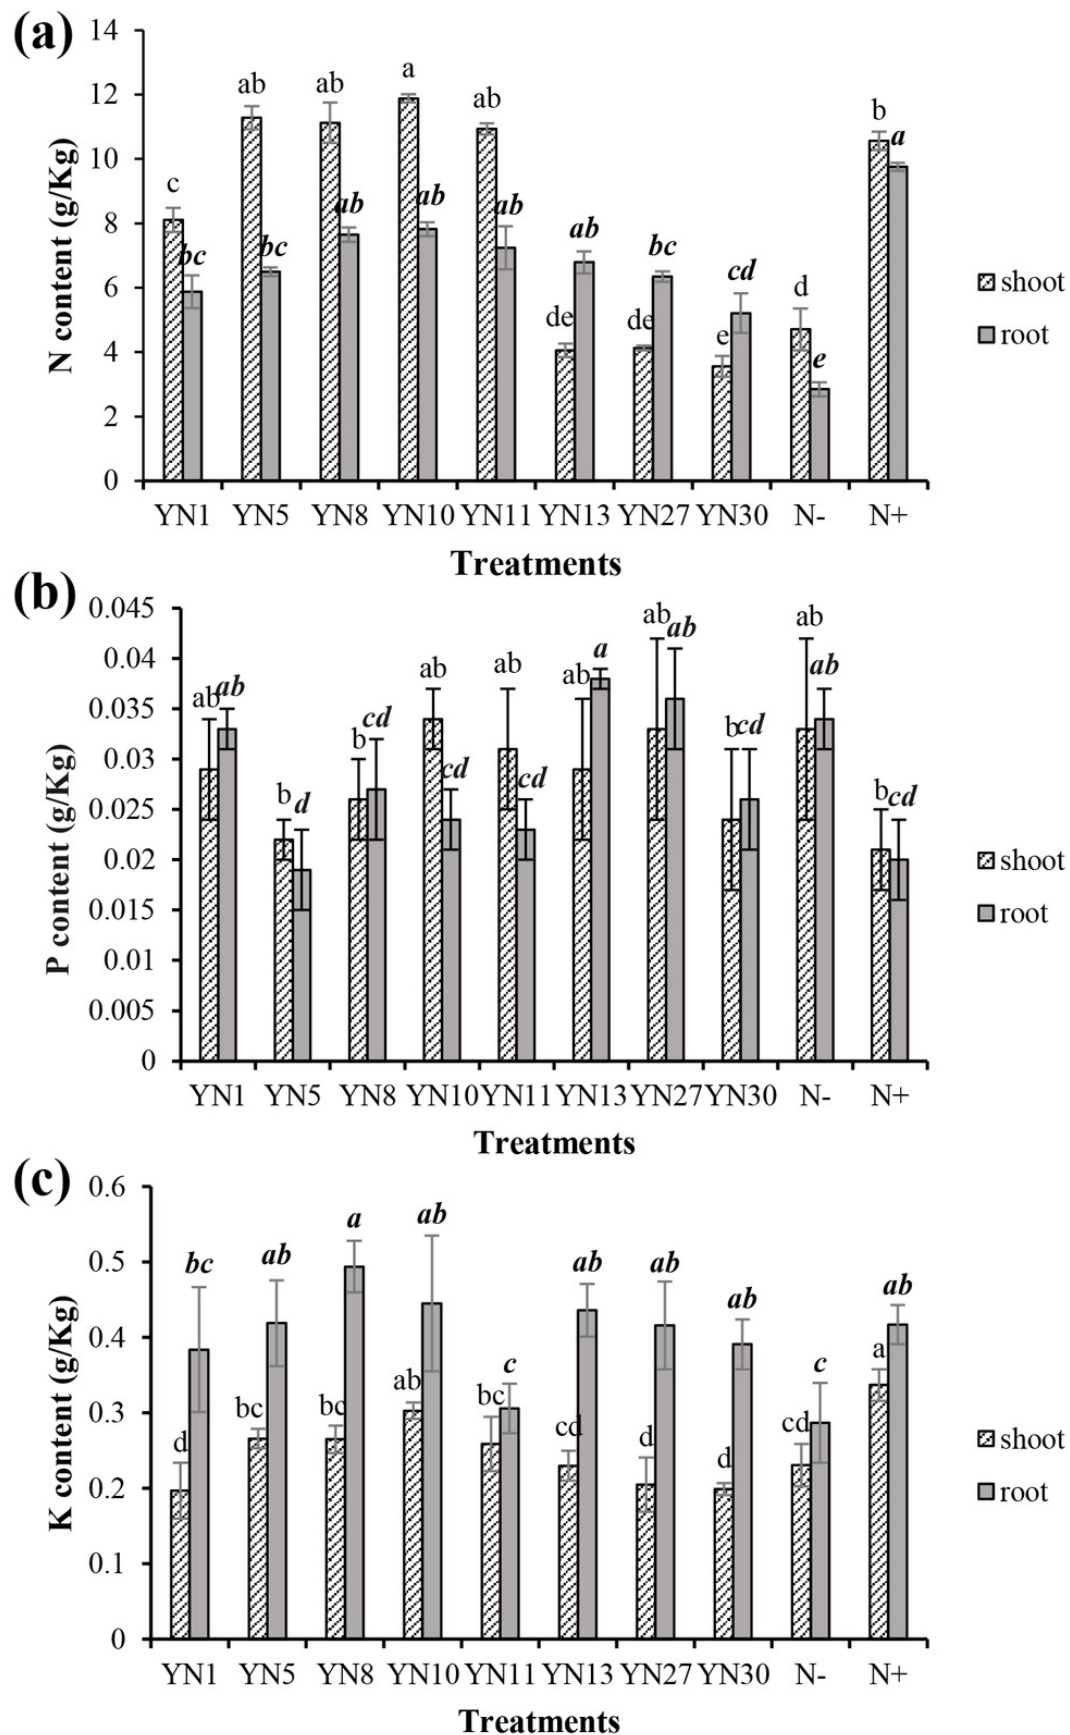 (a)
14
12
10
8
6
4
2
0
N content (g/Kg)
c bc
ab bc
ab ab
a ab
ab ab
de ab
de bc
e cd
d e
b a
shoot
root
YN1 YN5 YN8 YN10 YN11 YN13 YN27 YN30 N- N+
Treatments
(b)
0.045
0.04
0.035
0.03
0.025
0.02
0.015
0.01
0.005
0
P content (g/Kg)
ab ab
b d
b cd
ab cd
ab cd
ab a
ab ab
b cd
ab ab
b cd
shoot
root
YN1 YN5 YN8 YN10 YN11 YN13 YN27 YN30 N- N+
Treatments
(c)
0.6
0.5
0.4
0.3
0.2
0.1
0
K content (g/Kg)
d bc
bc ab
bc a
ab ab
bc c
cd ab
d ab
d ab
cd c
a ab
shoot
root
YN1 YN5 YN8 YN10 YN11 YN13 YN27 YN30 N- N+
Treatments